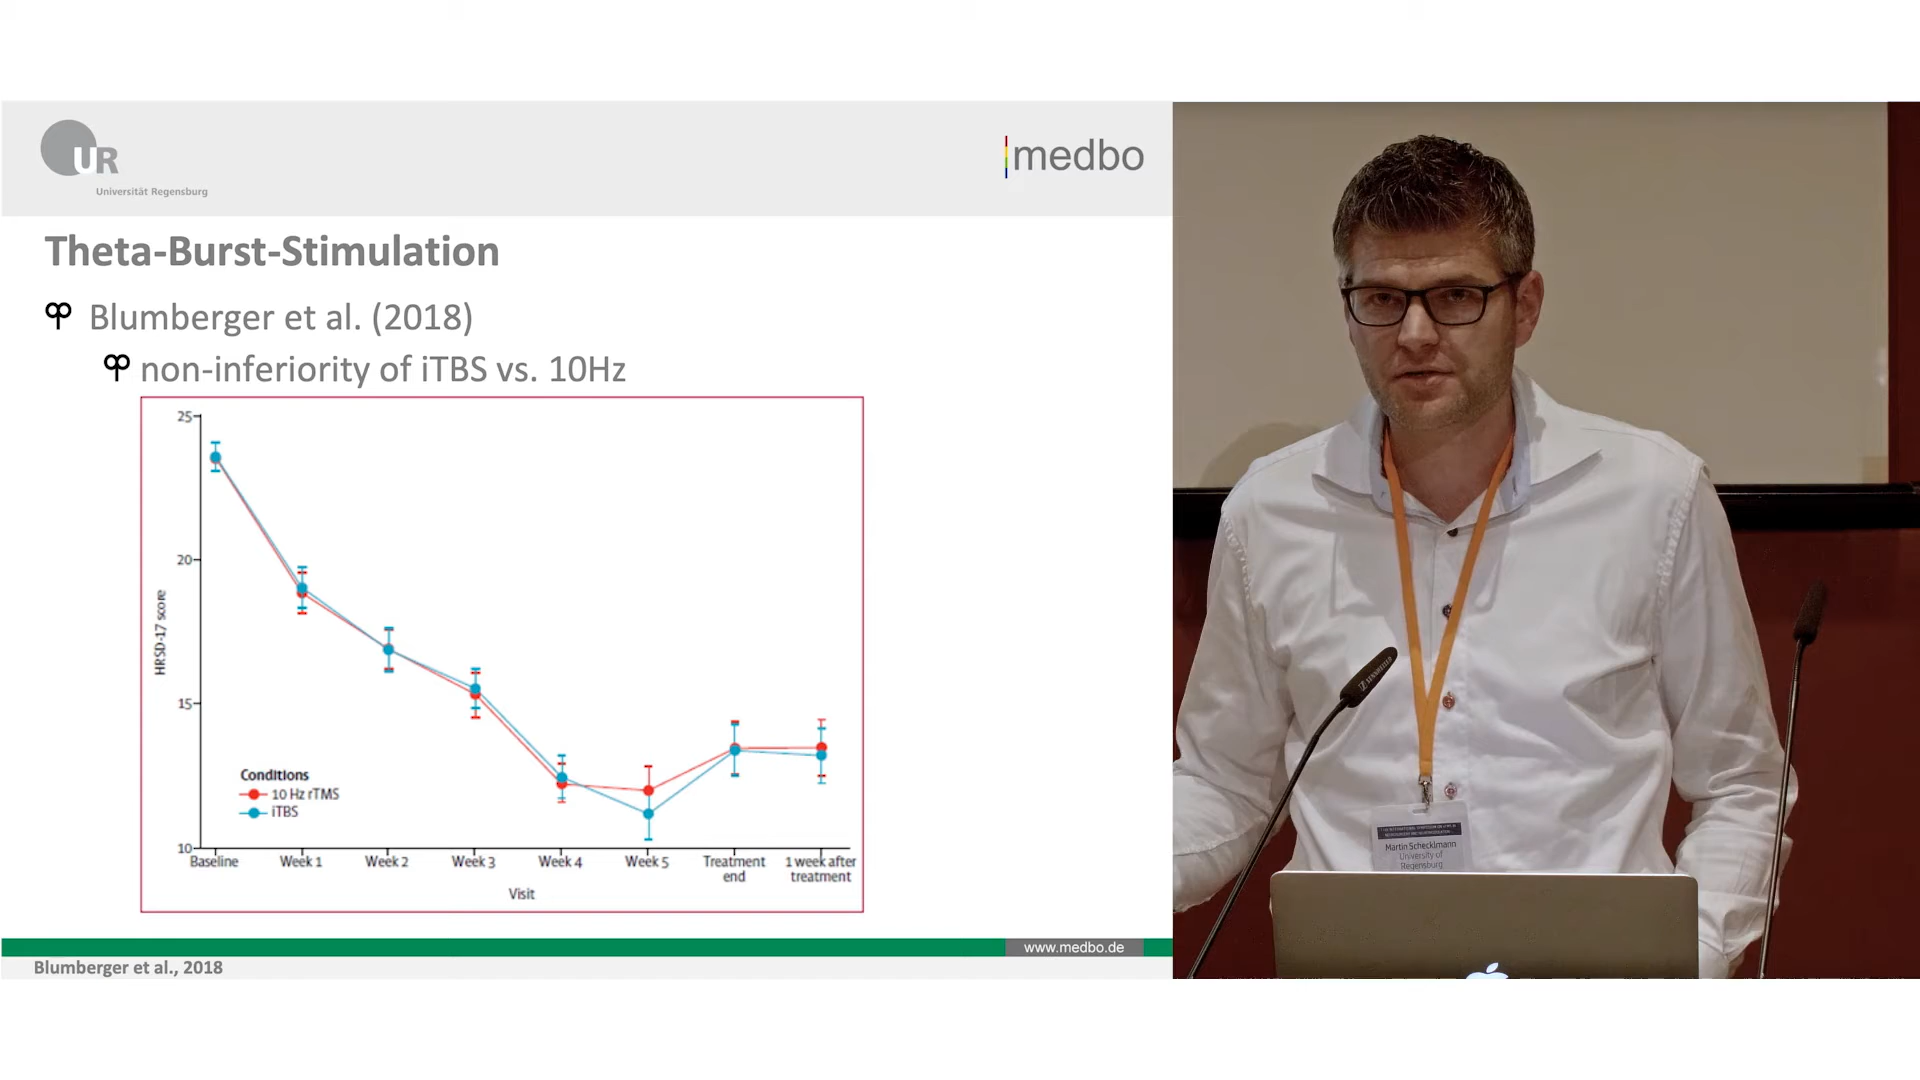 UR
Universität Regensburg
medbo
Theta-Burst-Stimulation
Blumberger et al. (2018)
non-inferiority of iTBS vs. 10Hz
25
20
15
10
HRSD-17 score
Conditions
10 Hz rTMS
iTBS
Baseline
Week 1
Week 2
Week 3
Week 4
Week 5
Treatment
end
1 week after
treatment
Visit
www.medbo.de
Blumberger et al., 2018
SENNHEISER
Martin Schecklmann
University of
Regensburg